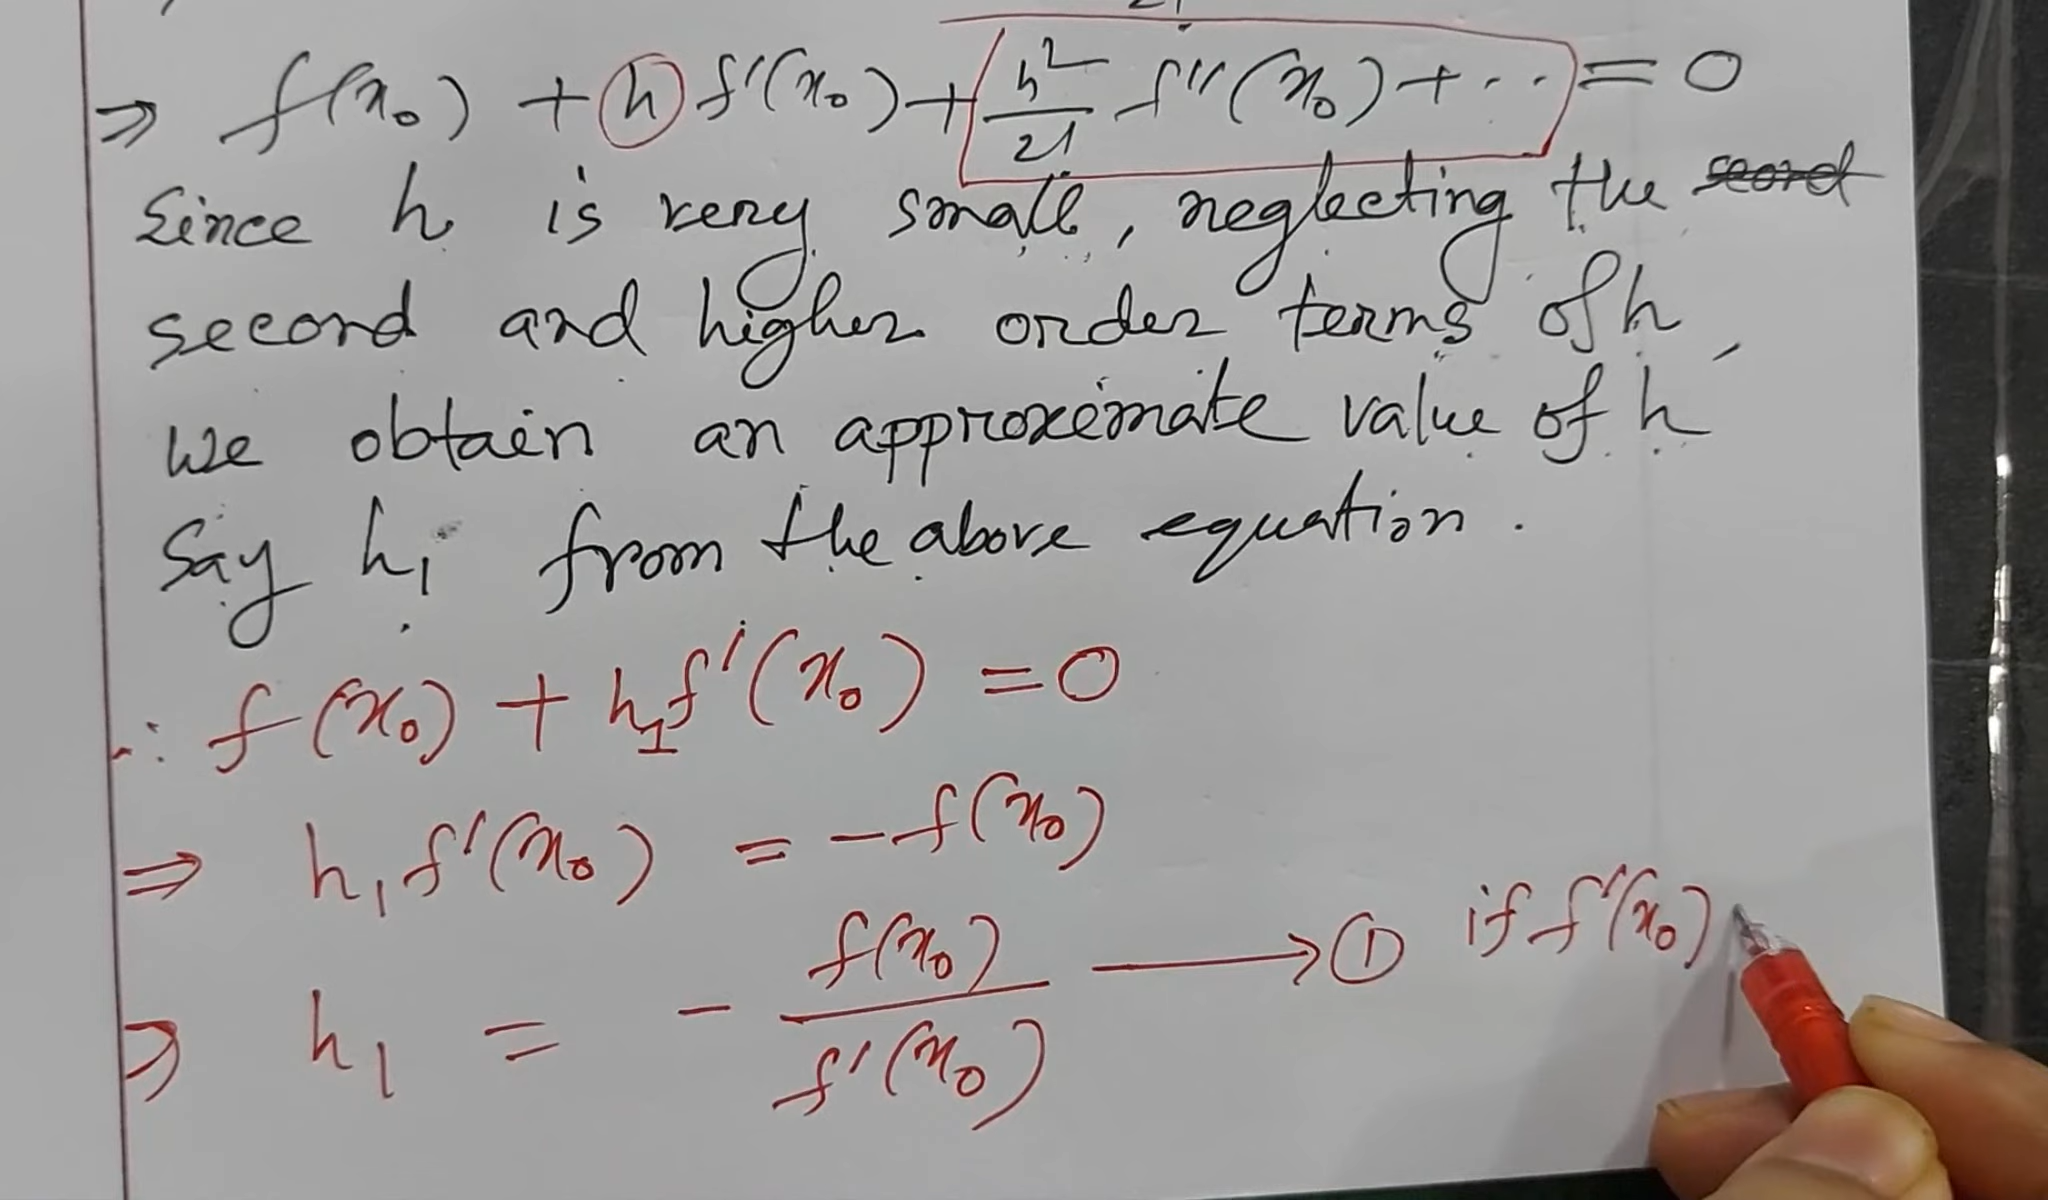 ⇒ f(x₀) + h f'(x₀) + h²/2! f''(x₀) + ... = 0
Since h is very small, neglecting the
second and higher order terms of h,
we obtain an approximate value of h
say h₁ from the above equation.
∴ f(x₀) + h₁f'(x₀) = 0
⇒ h₁f'(x₀) = -f(x₀)
⇒ h₁ = - f(x₀)/f'(x₀) ⟶ ① if f'(x₀)